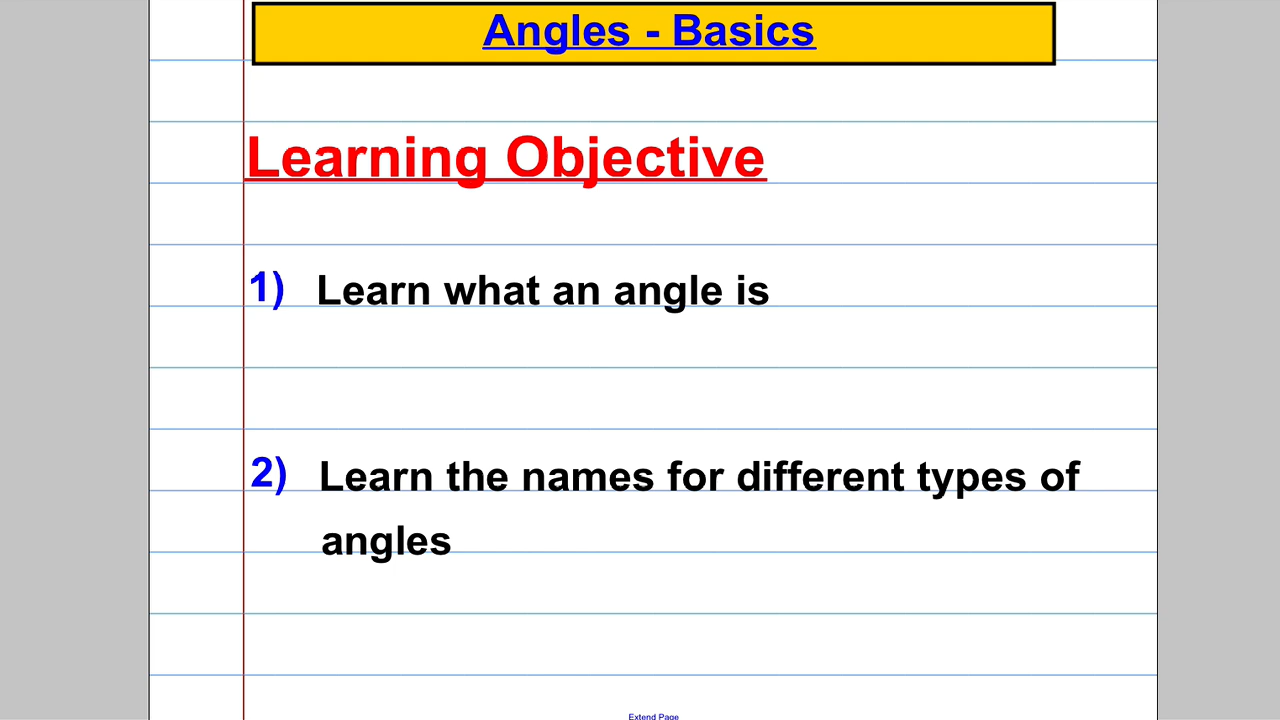 Angles - Basics
Learning Objective
1) Learn what an angle is
2) Learn the names for different types of
angles
Extend Page